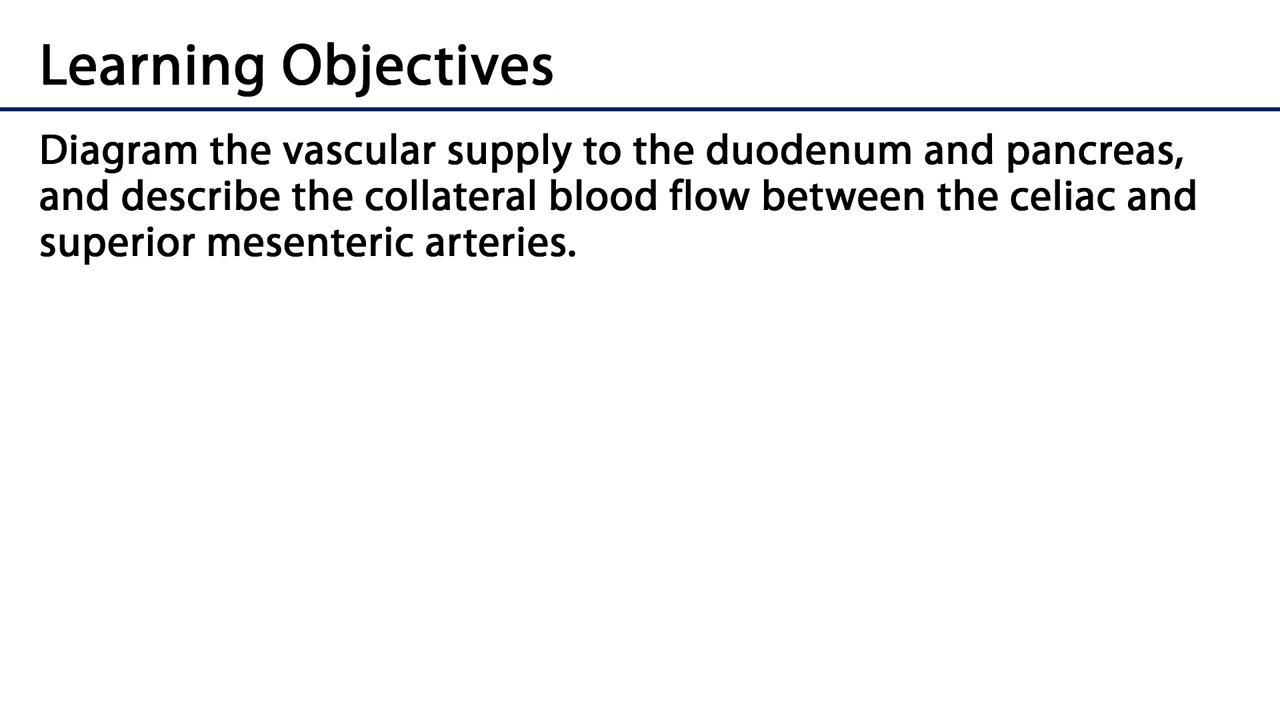 Learning Objectives
Diagram the vascular supply to the duodenum and pancreas,
and describe the collateral blood flow between the celiac and
superior mesenteric arteries.